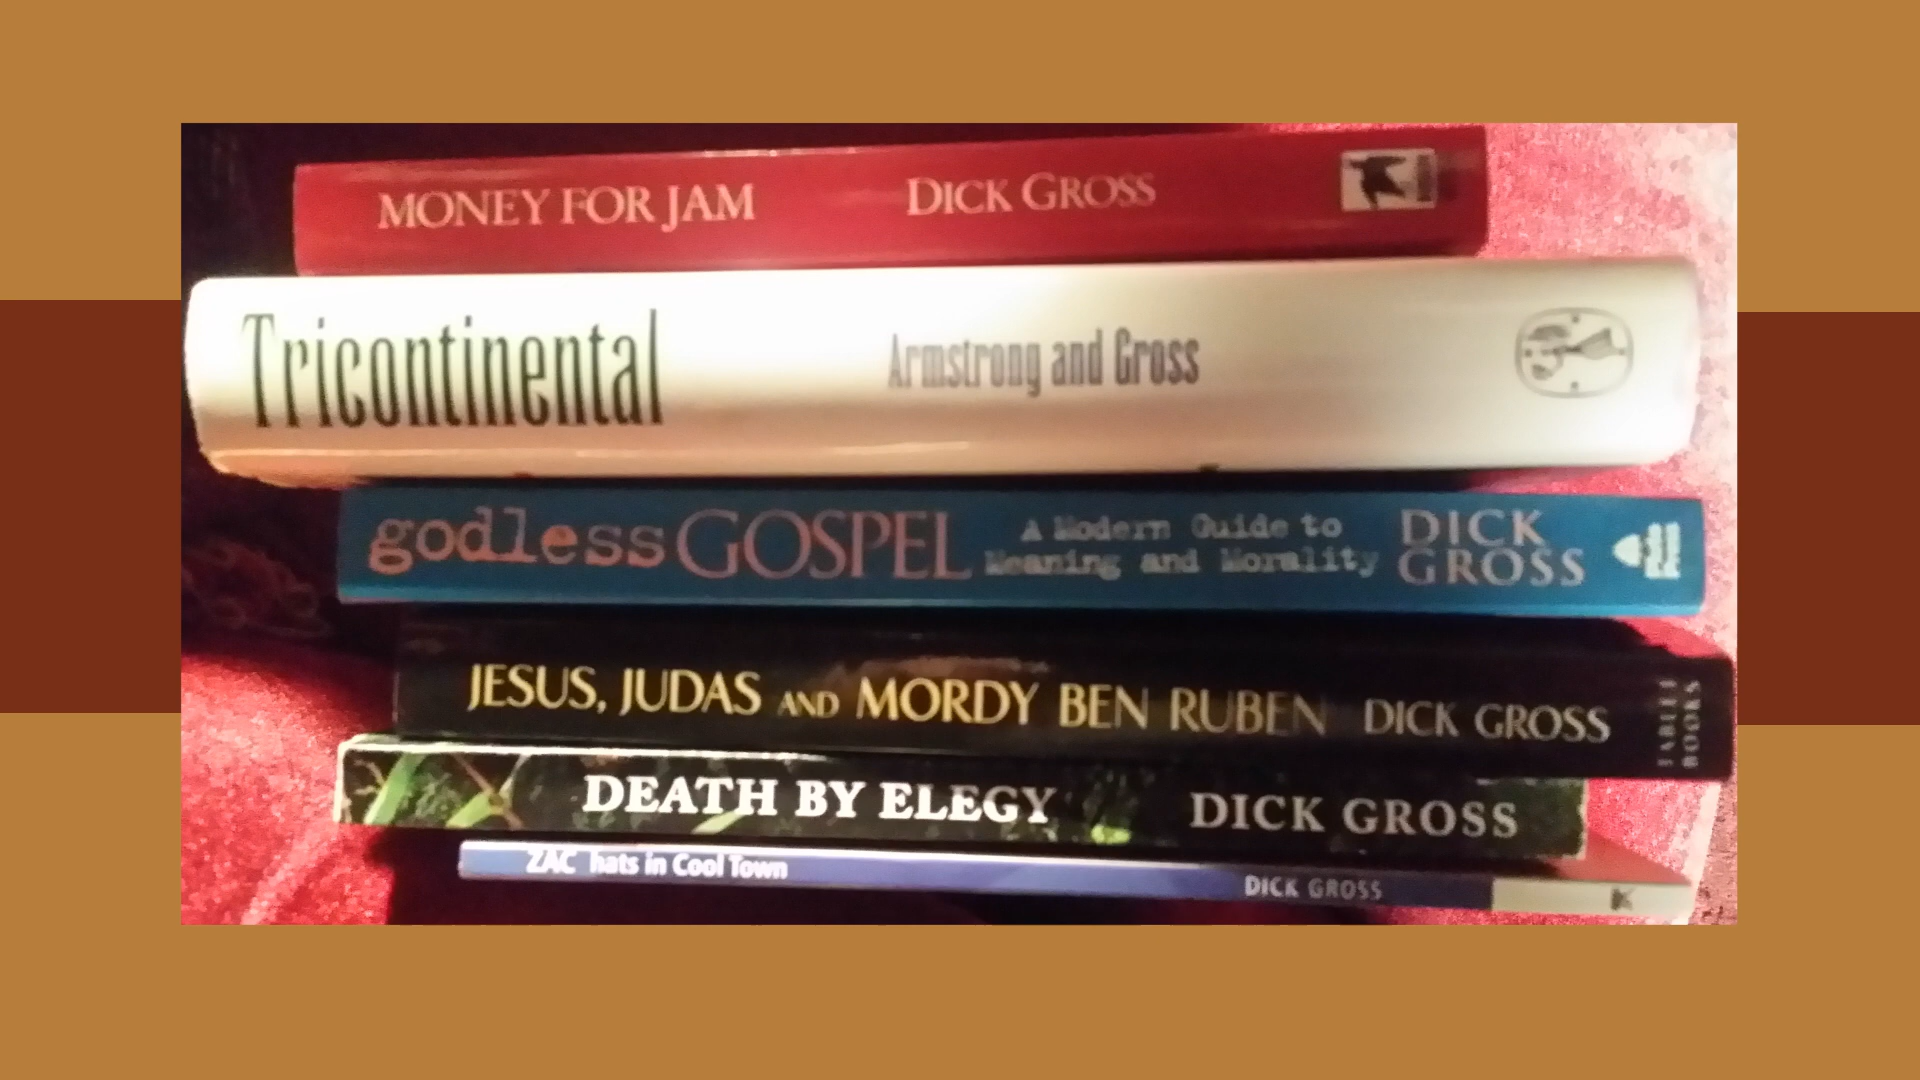 MONEY FOR JAM DICK GROSS
Tricontinental Armstrong and Gross
godless GOSPEL A Modern Guide to Meaning and Morality DICK GROSS
JESUS, JUDAS AND MORDY BEN RUBEN DICK GROSS
BOOKS
DEATH BY ELEGY DICK GROSS
ZAC hats in Cool Town DICK GROSS